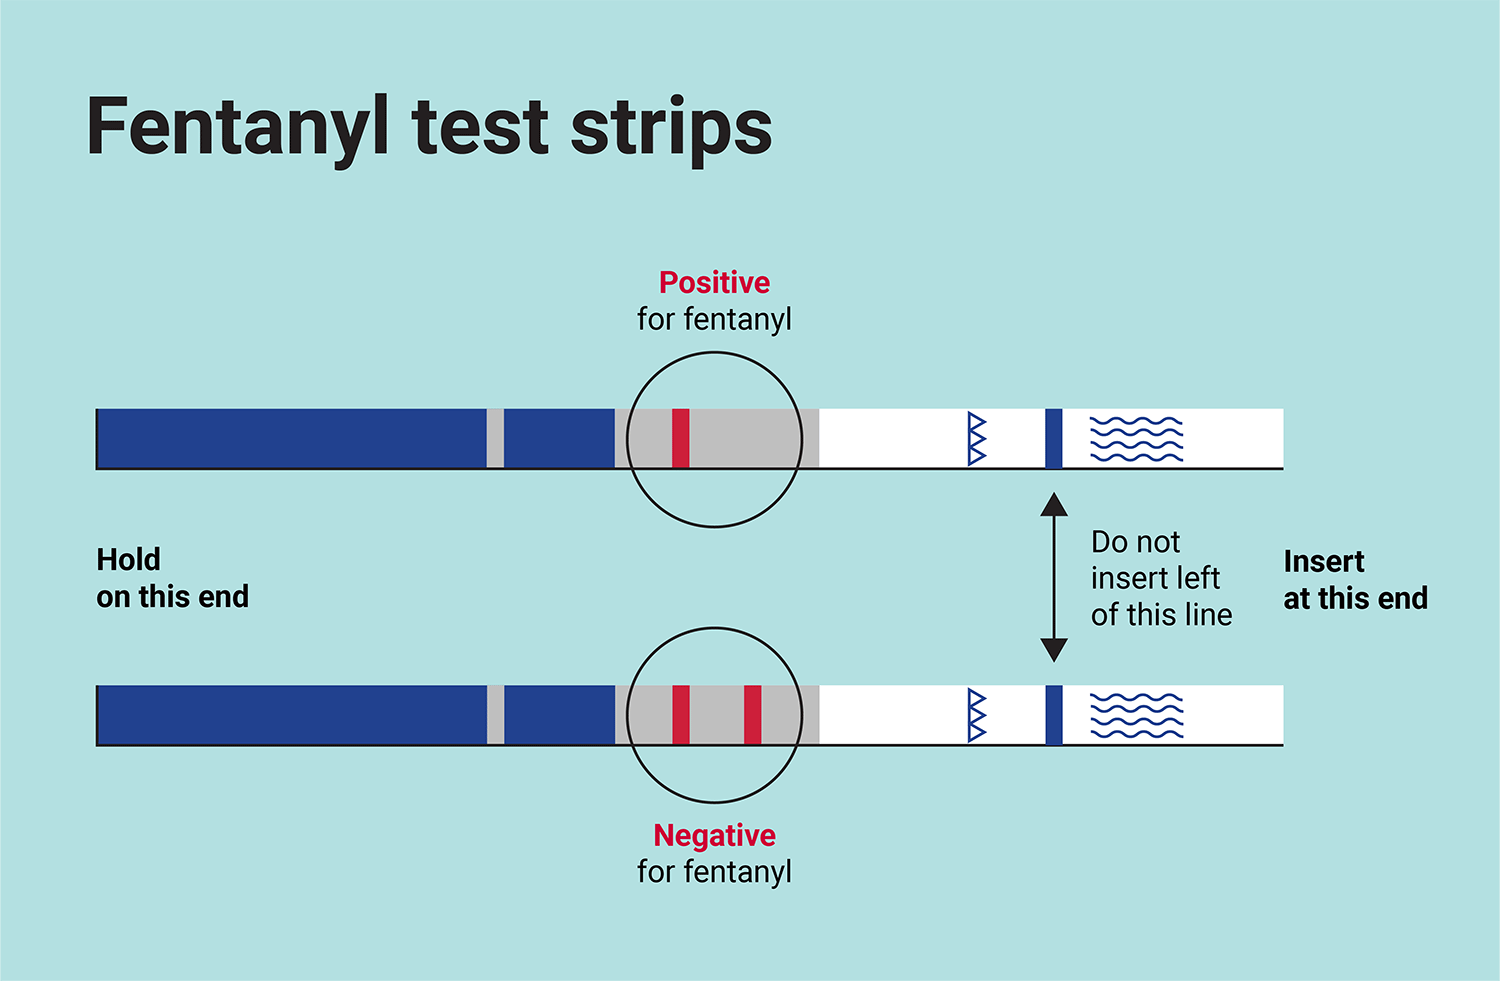 Fentanyl test strips
Positive
for fentanyl
Hold
on this end
Do not
insert left
of this line
Insert
at this end
Negative
for fentanyl